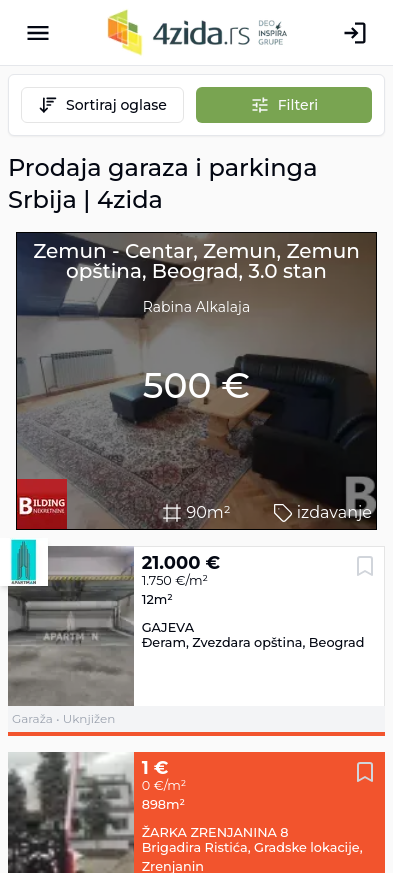 4zida.rs
DEO
INSPIRA
GRUPE
Sortiraj oglase
Filteri
Prodaja garaza i parkinga
Srbija | 4zida
Zemun - Centar, Zemun, Zemun
opština, Beograd, 3.0 stan
Rabina Alkalaja
500 €
BILDING
NEKRETNINE
B
90m²
izdavanje
APARTMAN
21.000 €
1.750 €/m²
12m²
APARTM N
GAJEVA
Đeram, Zvezdara opština, Beograd
Garaža • Uknjižen
1 €
0 €/m²
898m²
ŽARKA ZRENJANINA 8
Brigadira Ristića, Gradske lokacije,
Zrenjanin